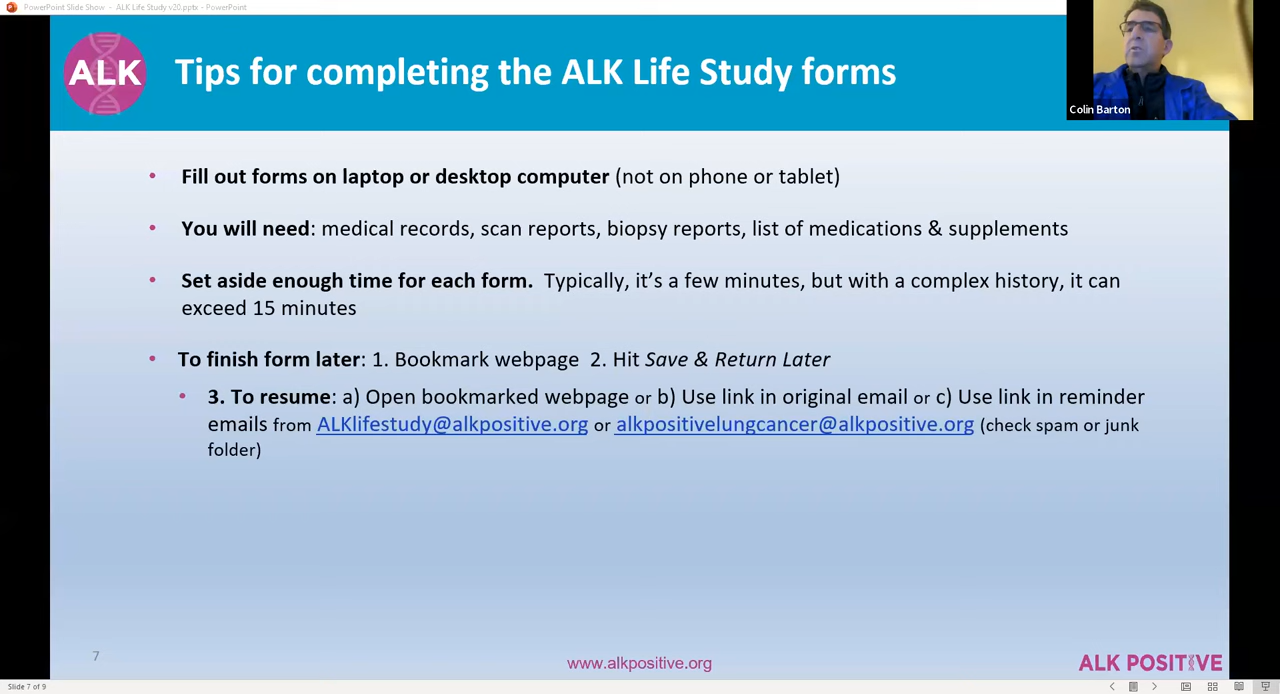 PowerPoint Slide Show - ALK Life Study v20.pptx - PowerPoint
ALK
Tips for completing the ALK Life Study forms
Colin Barton
• Fill out forms on laptop or desktop computer (not on phone or tablet)
• You will need: medical records, scan reports, biopsy reports, list of medications & supplements
• Set aside enough time for each form. Typically, it's a few minutes, but with a complex history, it can
exceed 15 minutes
• To finish form later: 1. Bookmark webpage 2. Hit Save & Return Later
• 3. To resume: a) Open bookmarked webpage or b) Use link in original email or c) Use link in reminder
emails from ALKlifestudy@alkpositive.org or alkpositivelungcancer@alkpositive.org (check spam or junk
folder)
7
www.alkpositive.org
ALK POSITIVE
Slide 7 of 9